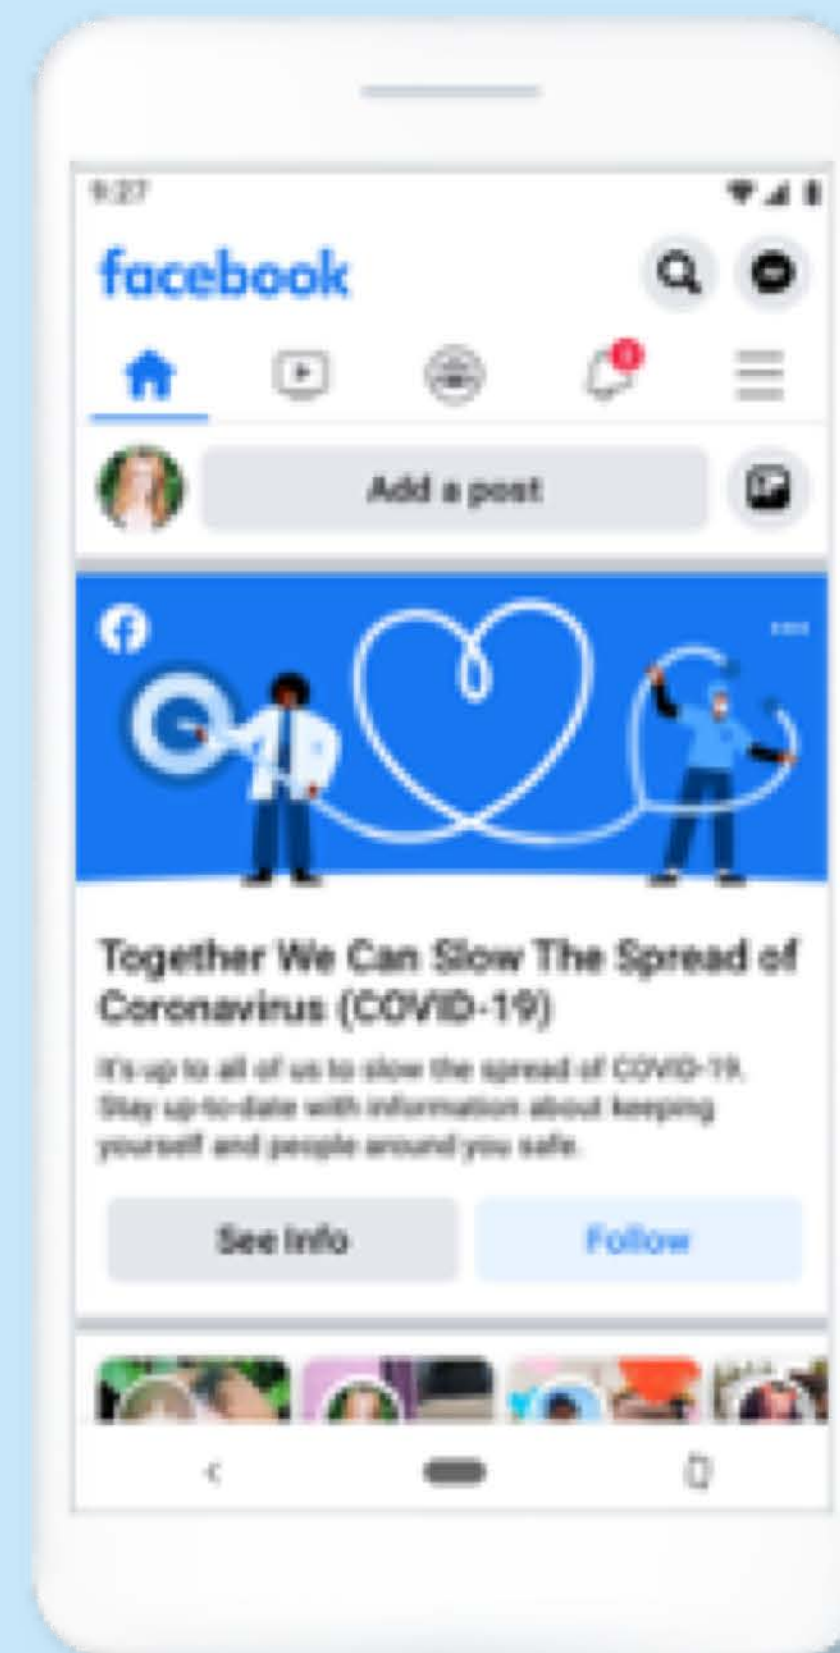 9:27
facebook
Add a post
Together We Can Slow The Spread of
Coronavirus (COVID-19)
It's up to all of us to slow the spread of COVID-19.
Stay up-to-date with information about keeping
yourself and people around you safe.
See Info
Follow